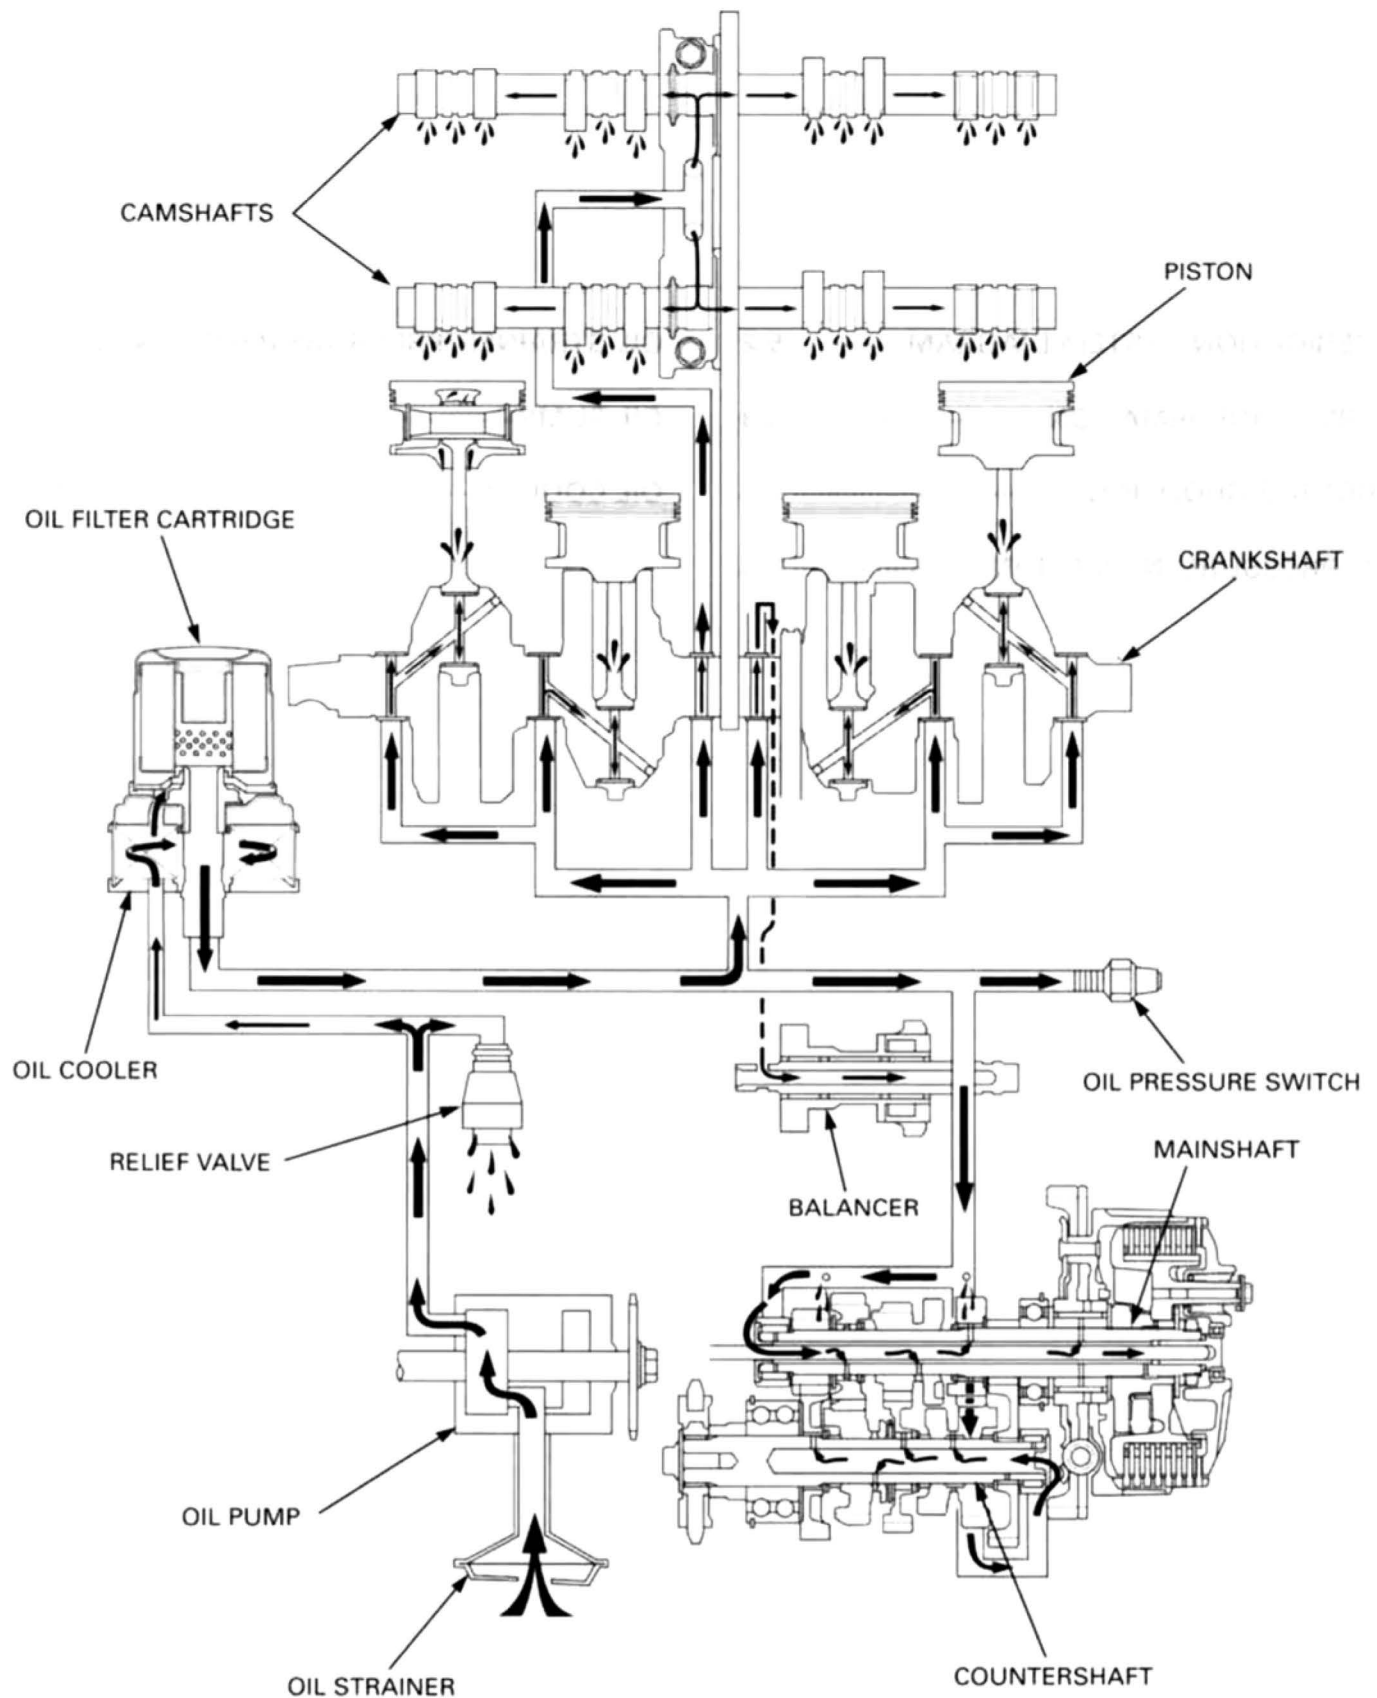 CAMSHAFTS
PISTON
OIL FILTER CARTRIDGE
CRANKSHAFT
OIL COOLER
OIL PRESSURE SWITCH
RELIEF VALVE
MAINSHAFT
BALANCER
OIL PUMP
OIL STRAINER
COUNTERSHAFT